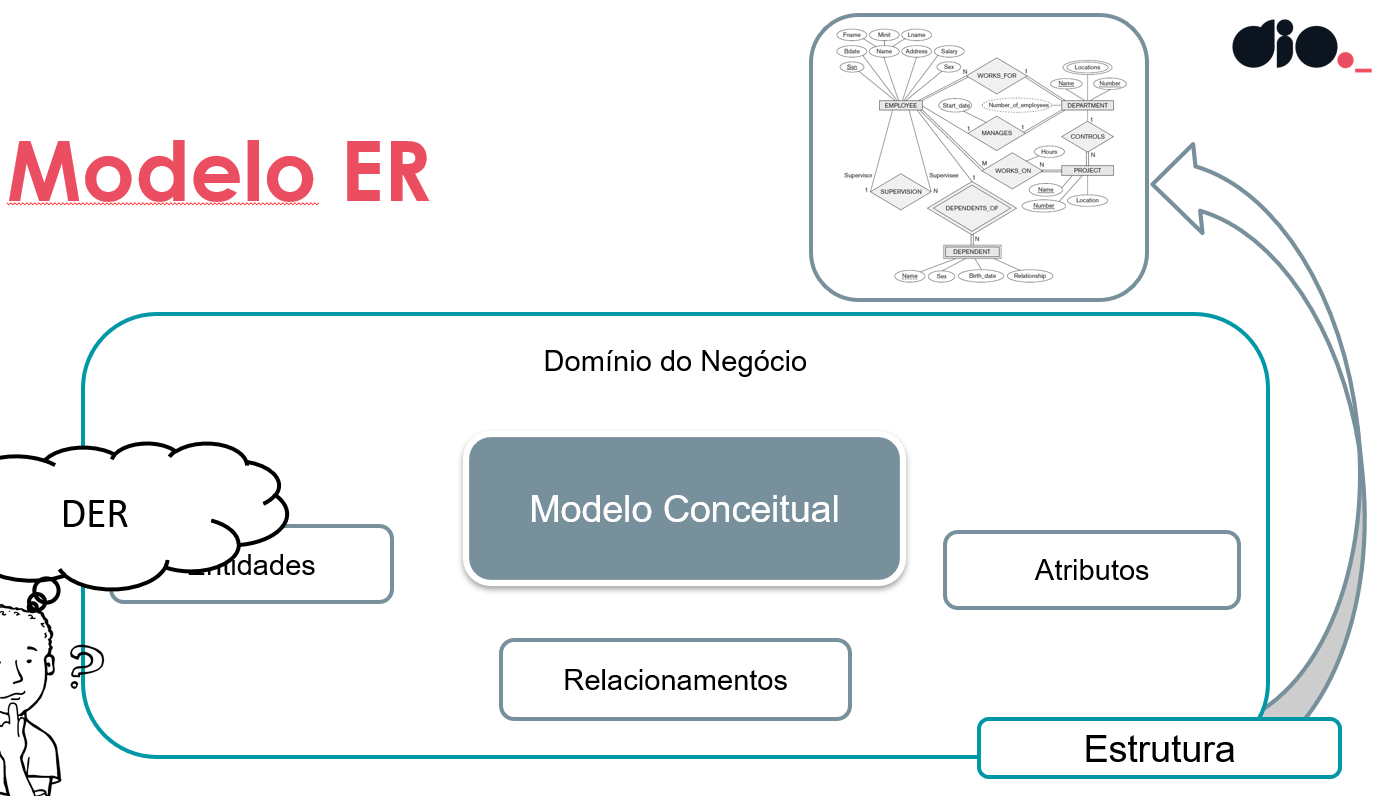 dio._
Fname Minit Lname
Bdate Name Address Salary
Ssn Sex N WORKS_FOR 1 Locations
Name Number
EMPLOYEE Start_date Number_of_employees DEPARTMENT
1 MANAGES 1 1 CONTROLS
Hours N
M WORKS_ON N PROJECT
Supervisor Supervisee 1 Name
1 SUPERVISION N Location
DEPENDENTS_OF Number
N
DEPENDENT
Name Sex Birth_date Relationship
Modelo ER
Domínio do Negócio
DER
Modelo Conceitual
ntidades
Atributos
?
Relacionamentos
Estrutura